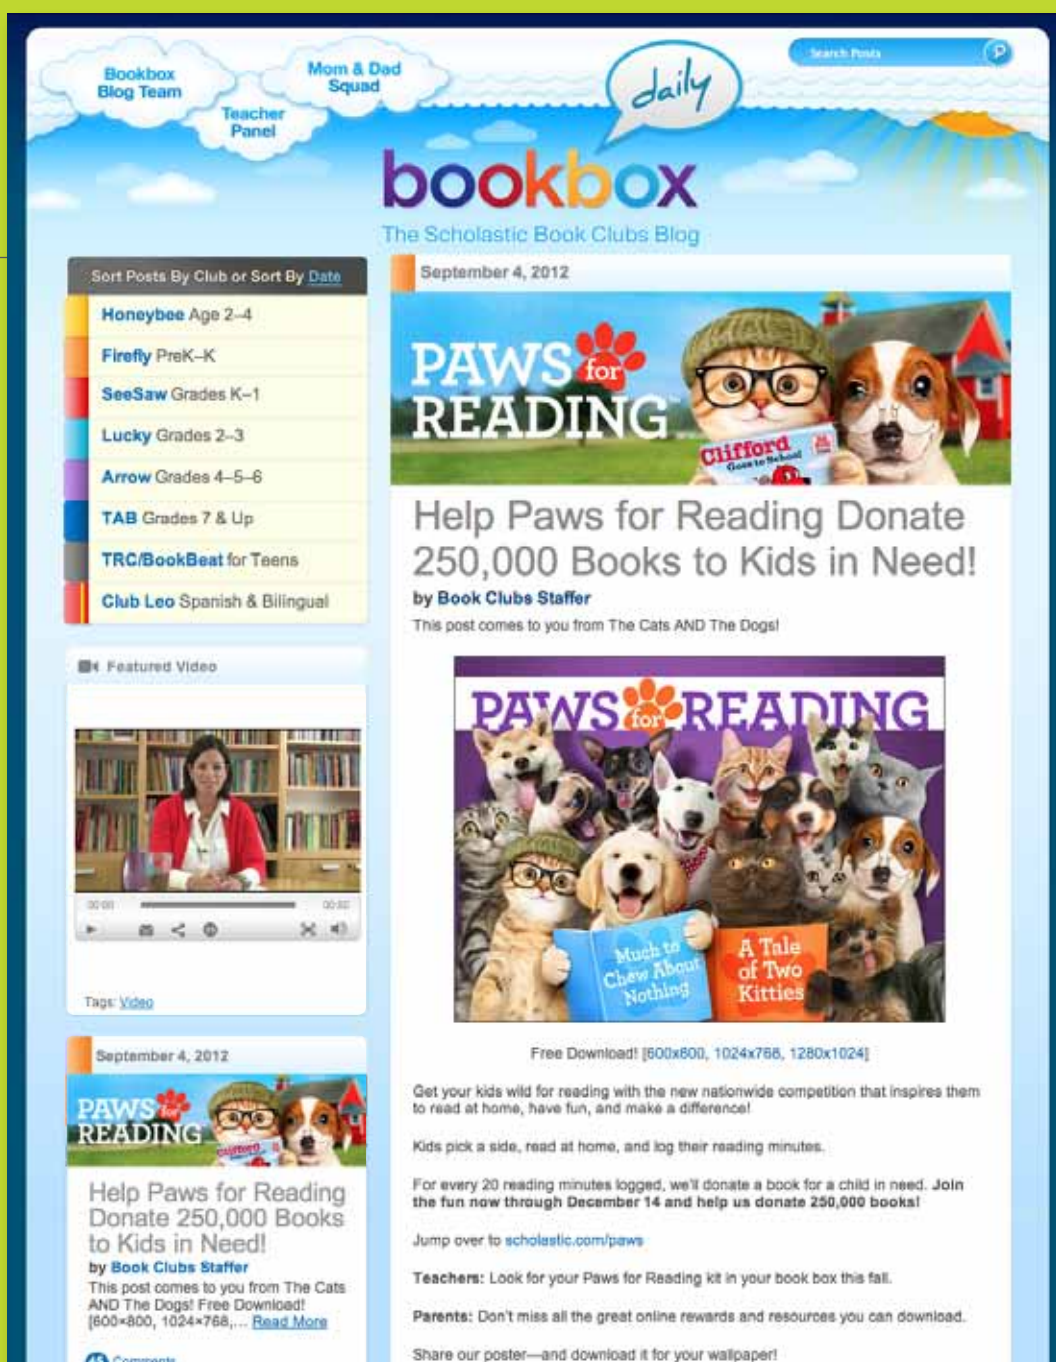 Bookbox
Blog Team
Teacher
Panel
Mom & Dad
Squad
daily
Search Posts
bookbox
The Scholastic Book Clubs Blog
Sort Posts By Club or Sort By Date
Honeybee Age 2–4
Firefly PreK–K
SeeSaw Grades K–1
Lucky Grades 2–3
Arrow Grades 4–5–6
TAB Grades 7 & Up
TRC/BookBeat for Teens
Club Leo Spanish & Bilingual
Featured Video
00:00 00:00
Tags: Video
September 4, 2012
PAWS for
READING
Clifford
Help Paws for Reading
Donate 250,000 Books
to Kids in Need!
by Book Clubs Staffer
This post comes to you from The Cats
AND The Dogs! Free Download!
[600×800, 1024×768,... Read More
Comments
September 4, 2012
PAWS for
READING™
Clifford
Goes to School
Help Paws for Reading Donate
250,000 Books to Kids in Need!
by Book Clubs Staffer
This post comes to you from The Cats AND The Dogs!
PAWS for READING
Much to
Chew About
Nothing
A Tale
of Two
Kitties
Free Download! [600x800, 1024x768, 1280x1024]
Get your kids wild for reading with the new nationwide competition that inspires them
to read at home, have fun, and make a difference!
Kids pick a side, read at home, and log their reading minutes.
For every 20 reading minutes logged, we'll donate a book for a child in need. Join
the fun now through December 14 and help us donate 250,000 books!
Jump over to scholastic.com/paws
Teachers: Look for your Paws for Reading kit in your book box this fall.
Parents: Don't miss all the great online rewards and resources you can download.
Share our poster—and download it for your wallpaper!